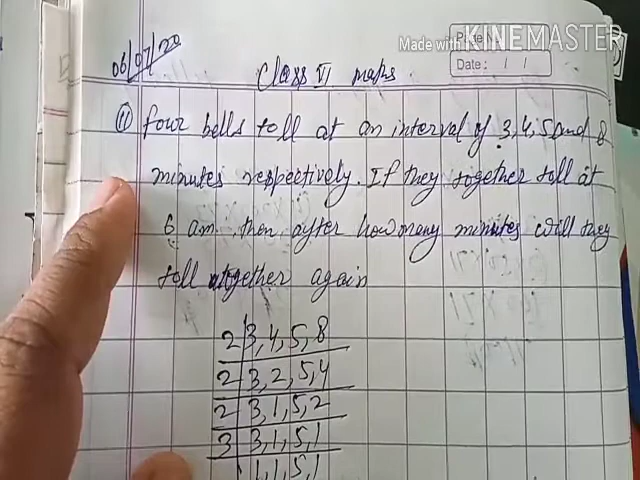 Made with KINEMASTER
Date: / /
06/07/20
Class VI maths.
11 four bells toll at an interval of 3, 4, 5 and 8
minutes respectively. If they together toll at
6 am. then, after how many minutes will they
toll together again
2 3, 4, 5, 8
2 3, 2, 5, 4
2 3, 1, 5, 2
3 3, 1, 5, 1
1, 1, 5, 1